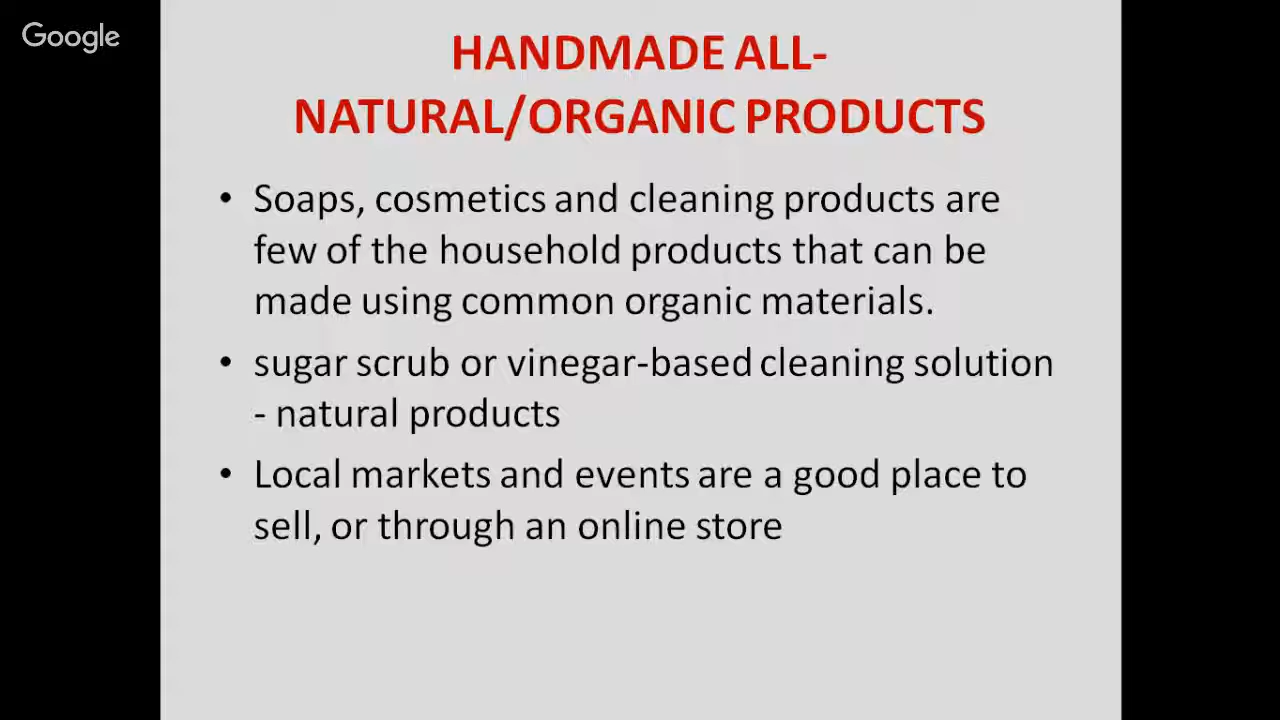 Google
HANDMADE ALL-
NATURAL/ORGANIC PRODUCTS
• Soaps, cosmetics and cleaning products are
few of the household products that can be
made using common organic materials.
• sugar scrub or vinegar-based cleaning solution
- natural products
• Local markets and events are a good place to
sell, or through an online store